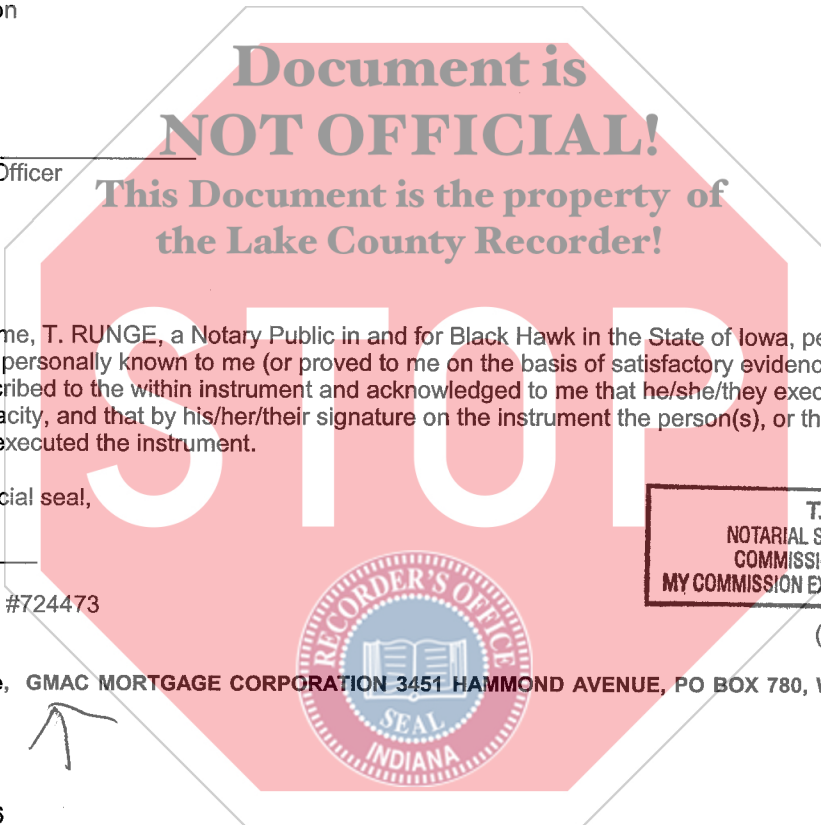 on
Document is
NOT OFFICIAL!
Officer
This Document is the property of
the Lake County Recorder!
me, T. RUNGE, a Notary Public in and for Black Hawk in the State of Iowa, pe
personally known to me (or proved to me on the basis of satisfactory evidenc
cribed to the within instrument and acknowledged to me that he/she/they exec
acity, and that by his/her/their signature on the instrument the person(s), or th
executed the instrument.
STOP
cial seal,
T.
NOTARIAL S
COMMISSI
MY COMMISSION EX
#724473
RECORDER'S OFFICE
SEAL
INDIANA
e, GMAC MORTGAGE CORPORATION 3451 HAMMOND AVENUE, PO BOX 780, W
6